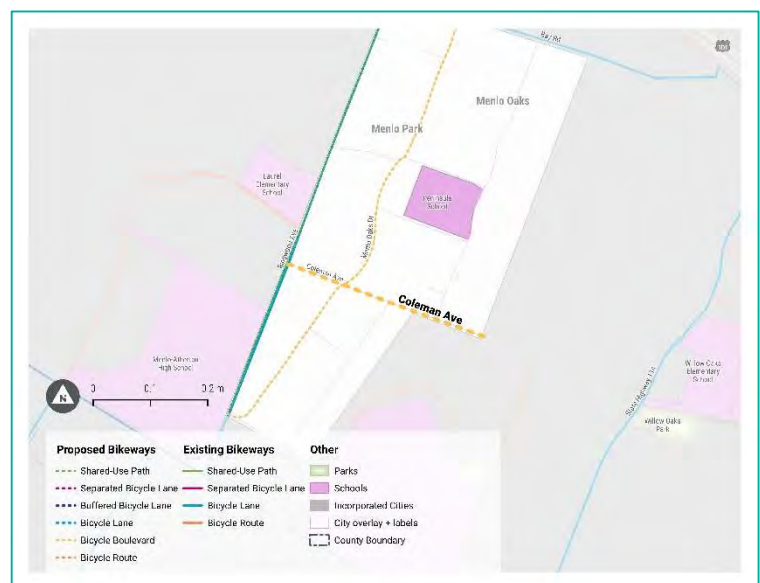 Bay Rd
101
Menlo Oaks
Menlo Park
Laurel
Elementary
School
Peninsula
School
Ringwood Ave
Menlo Oaks Dr
Coleman Ave
Coleman Ave
Menlo-Atherton
High School
Willow Oaks
Elementary
School
Willow Oaks
Park
N
0
0.1
0.2 m
Proposed Bikeways
Shared-Use Path
Separated Bicycle Lane
Buffered Bicycle Lane
Bicycle Lane
Bicycle Boulevard
Bicycle Route
Existing Bikeways
Shared-Use Path
Separated Bicycle Lane
Bicycle Lane
Bicycle Route
Other
Parks
Schools
Incorporated Cities
City overlay + labels
County Boundary